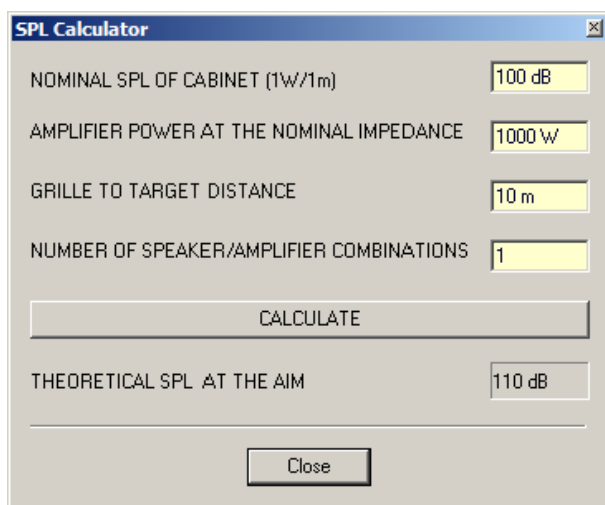 SPL Calculator
NOMINAL SPL OF CABINET (1W/1m) 100 dB
AMPLIFIER POWER AT THE NOMINAL IMPEDANCE 1000 W
GRILLE TO TARGET DISTANCE 10 m
NUMBER OF SPEAKER/AMPLIFIER COMBINATIONS 1
CALCULATE
THEORETICAL SPL AT THE AIM 110 dB
Close